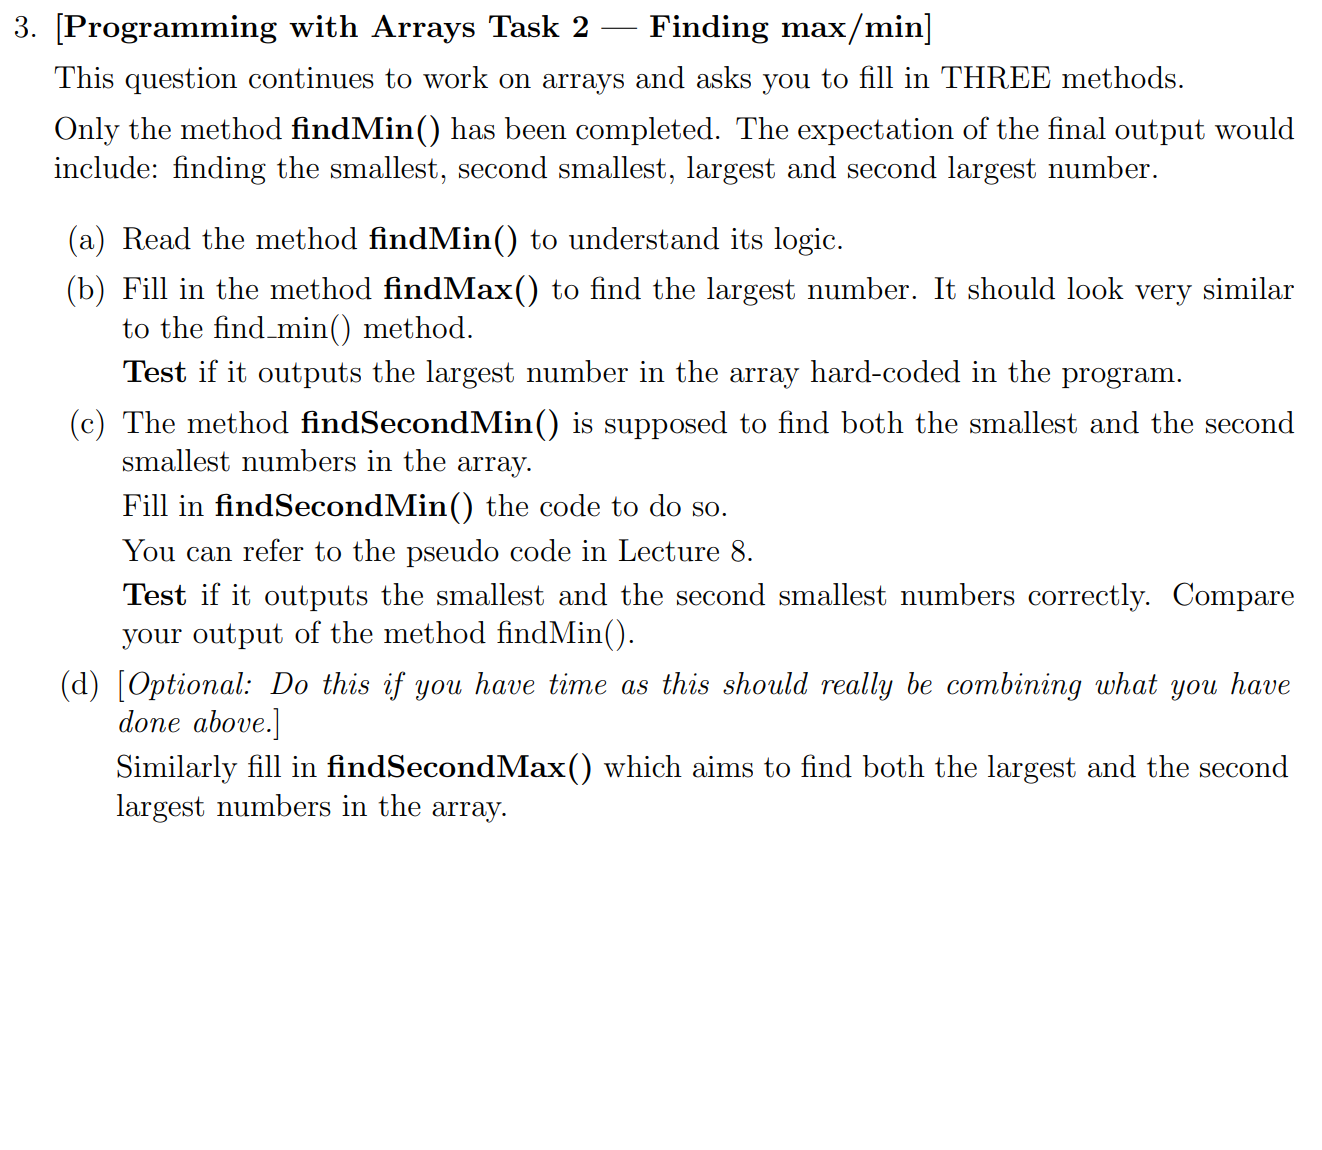 3. [Programming with Arrays Task 2 — Finding max/min]
This question continues to work on arrays and asks you to fill in THREE methods.
Only the method findMin() has been completed. The expectation of the final output would
include: finding the smallest, second smallest, largest and second largest number.
(a) Read the method findMin() to understand its logic.
(b) Fill in the method findMax() to find the largest number. It should look very similar
to the find_min() method.
Test if it outputs the largest number in the array hard-coded in the program.
(c) The method findSecondMin() is supposed to find both the smallest and the second
smallest numbers in the array.
Fill in findSecondMin() the code to do so.
You can refer to the pseudo code in Lecture 8.
Test if it outputs the smallest and the second smallest numbers correctly. Compare
your output of the method findMin().
(d) [Optional: Do this if you have time as this should really be combining what you have
done above.]
Similarly fill in findSecondMax() which aims to find both the largest and the second
largest numbers in the array.